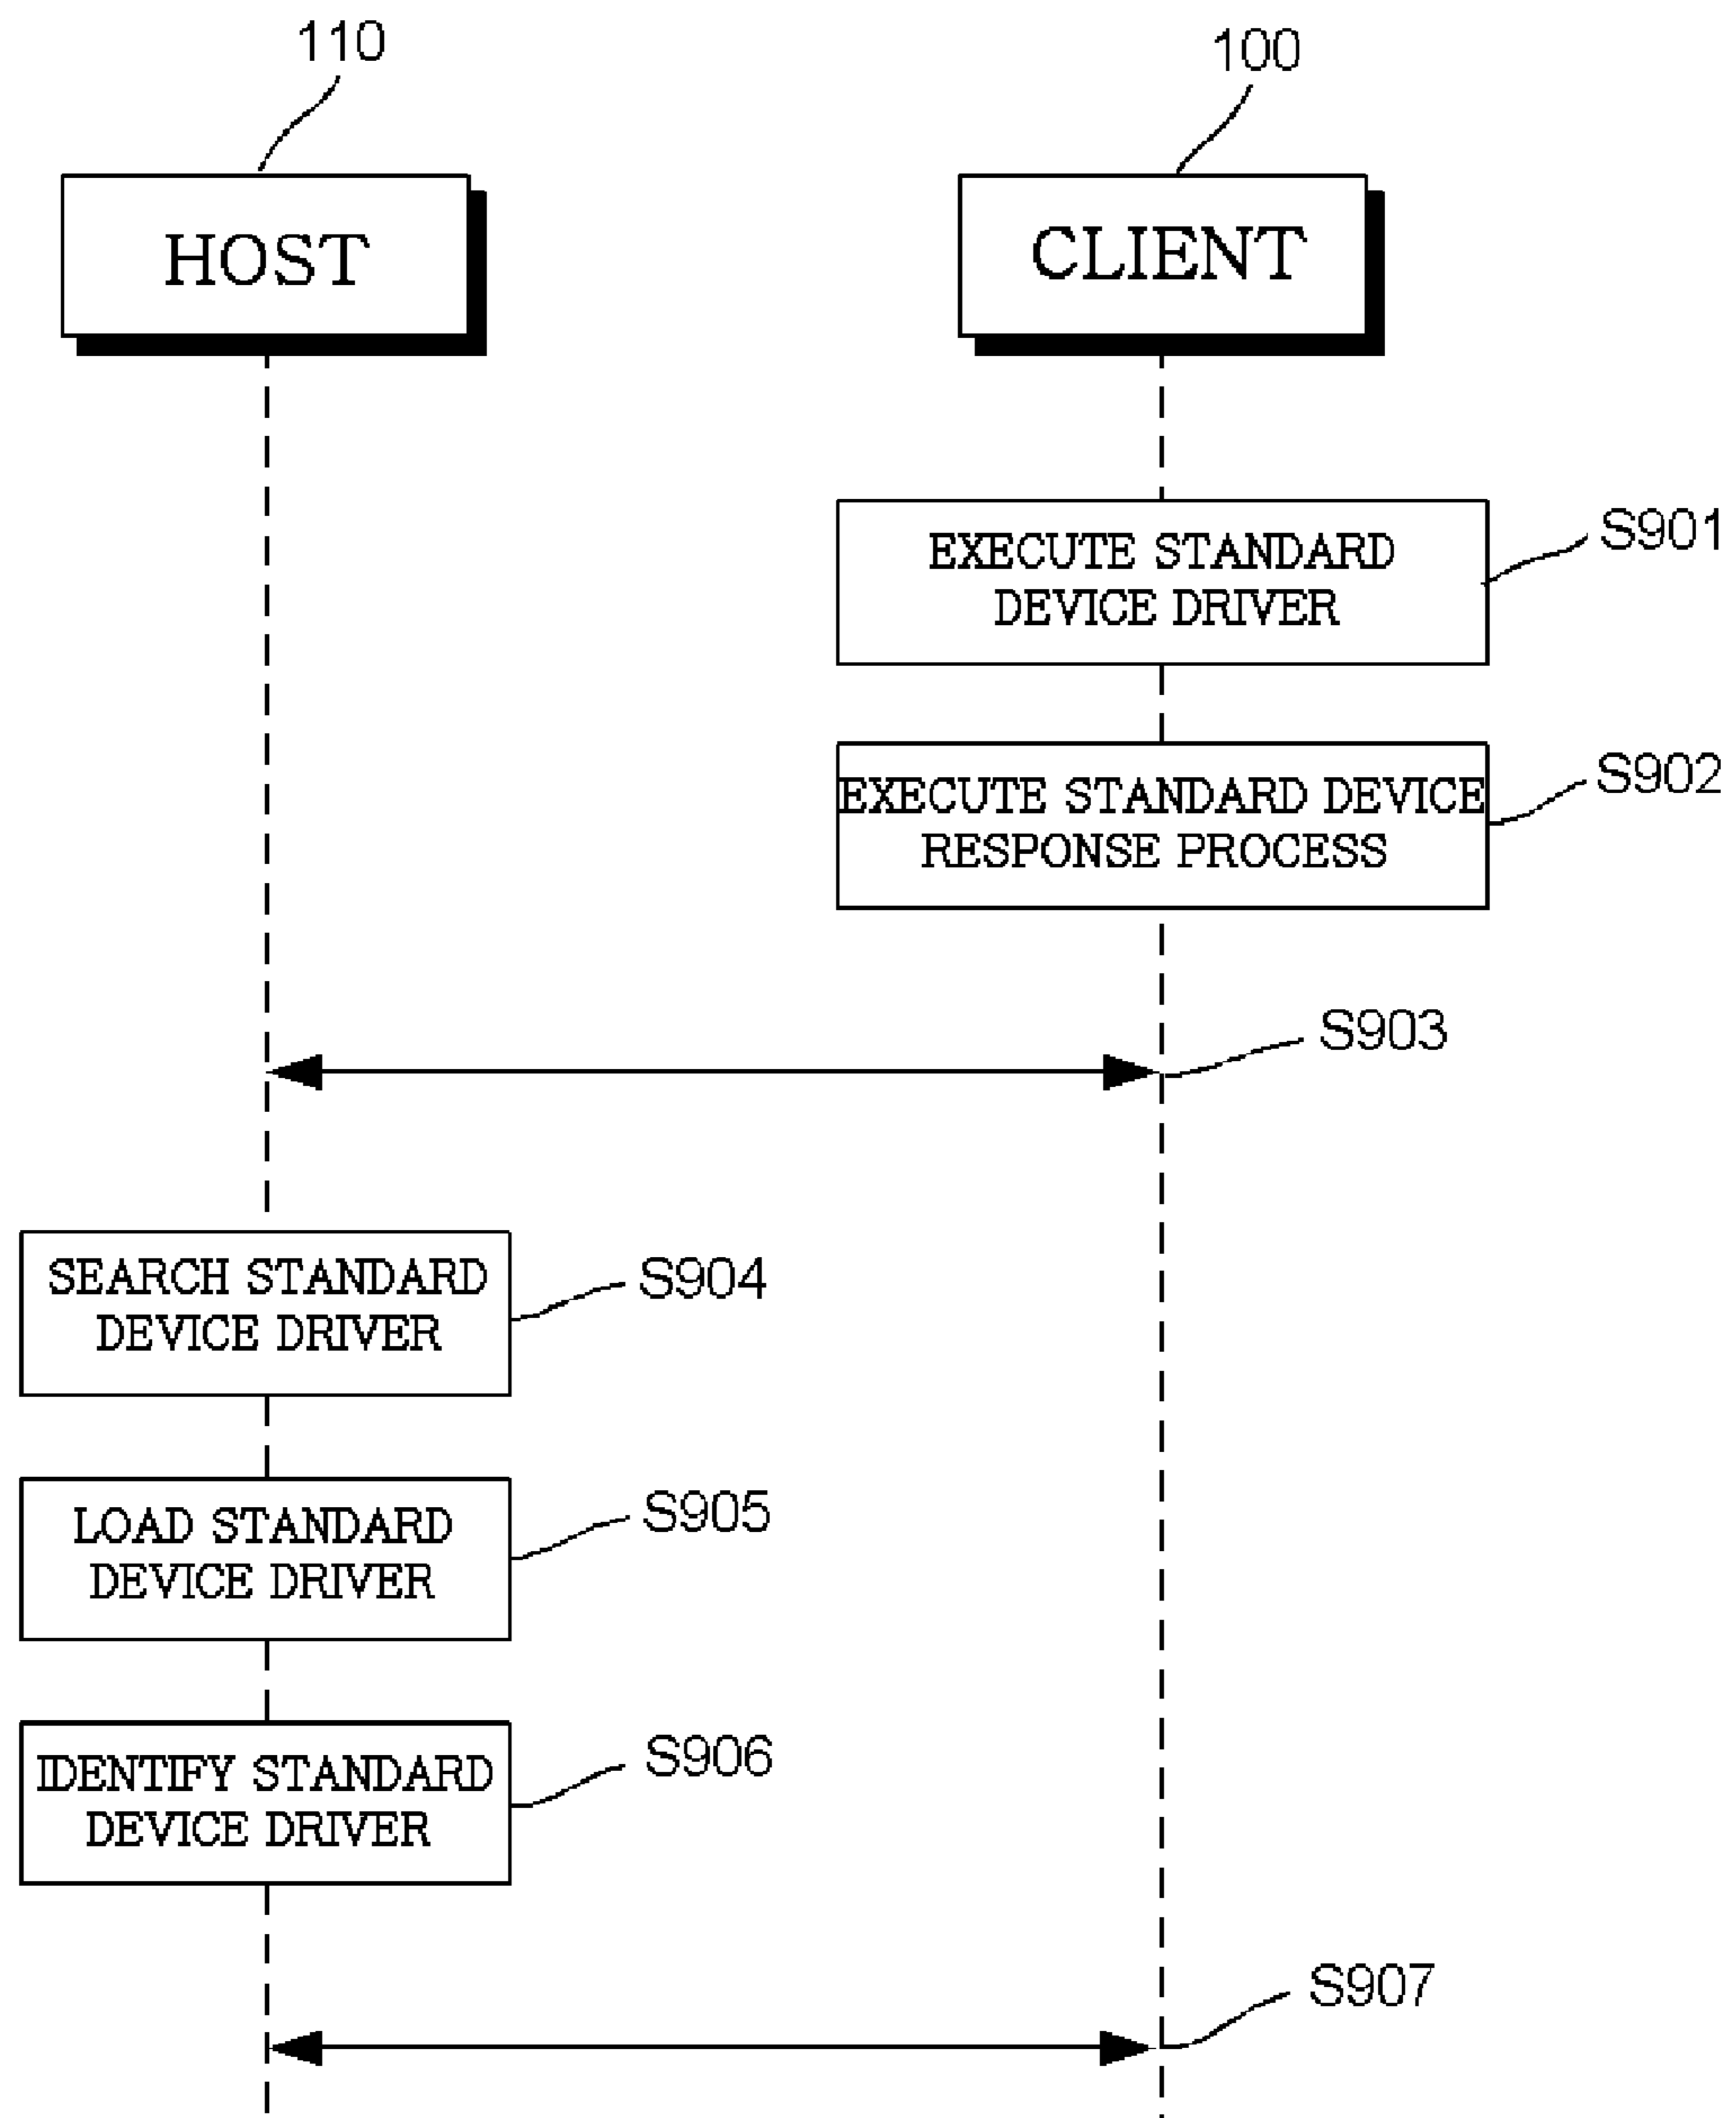 110
100
HOST
CLIENT
EXECUTE STANDARD
DEVICE DRIVER
S901
EXECUTE STANDARD DEVICE
RESPONSE PROCESS
S902
S903
SEARCH STANDARD
DEVICE DRIVER
S904
LOAD STANDARD
DEVICE DRIVER
S905
IDENTIFY STANDARD
DEVICE DRIVER
S906
S907